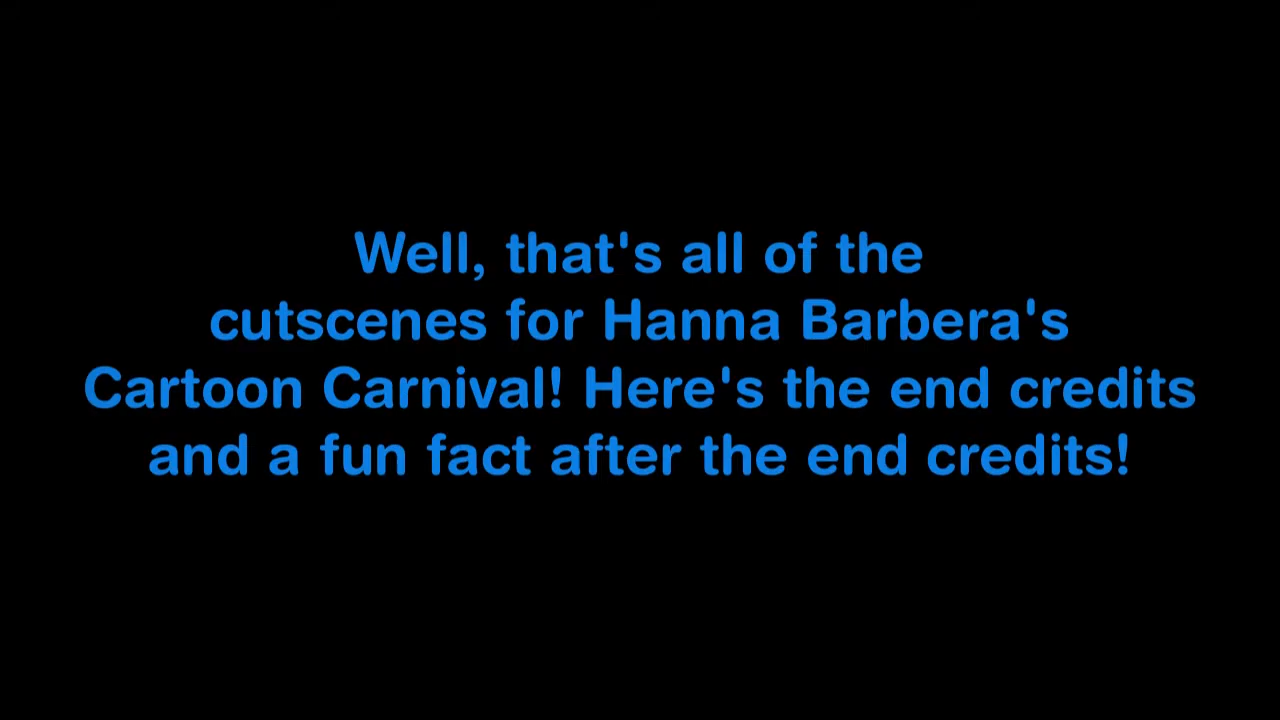 Well, that's all of the
cutscenes for Hanna Barbera's
Cartoon Carnival! Here's the end credits
and a fun fact after the end credits!